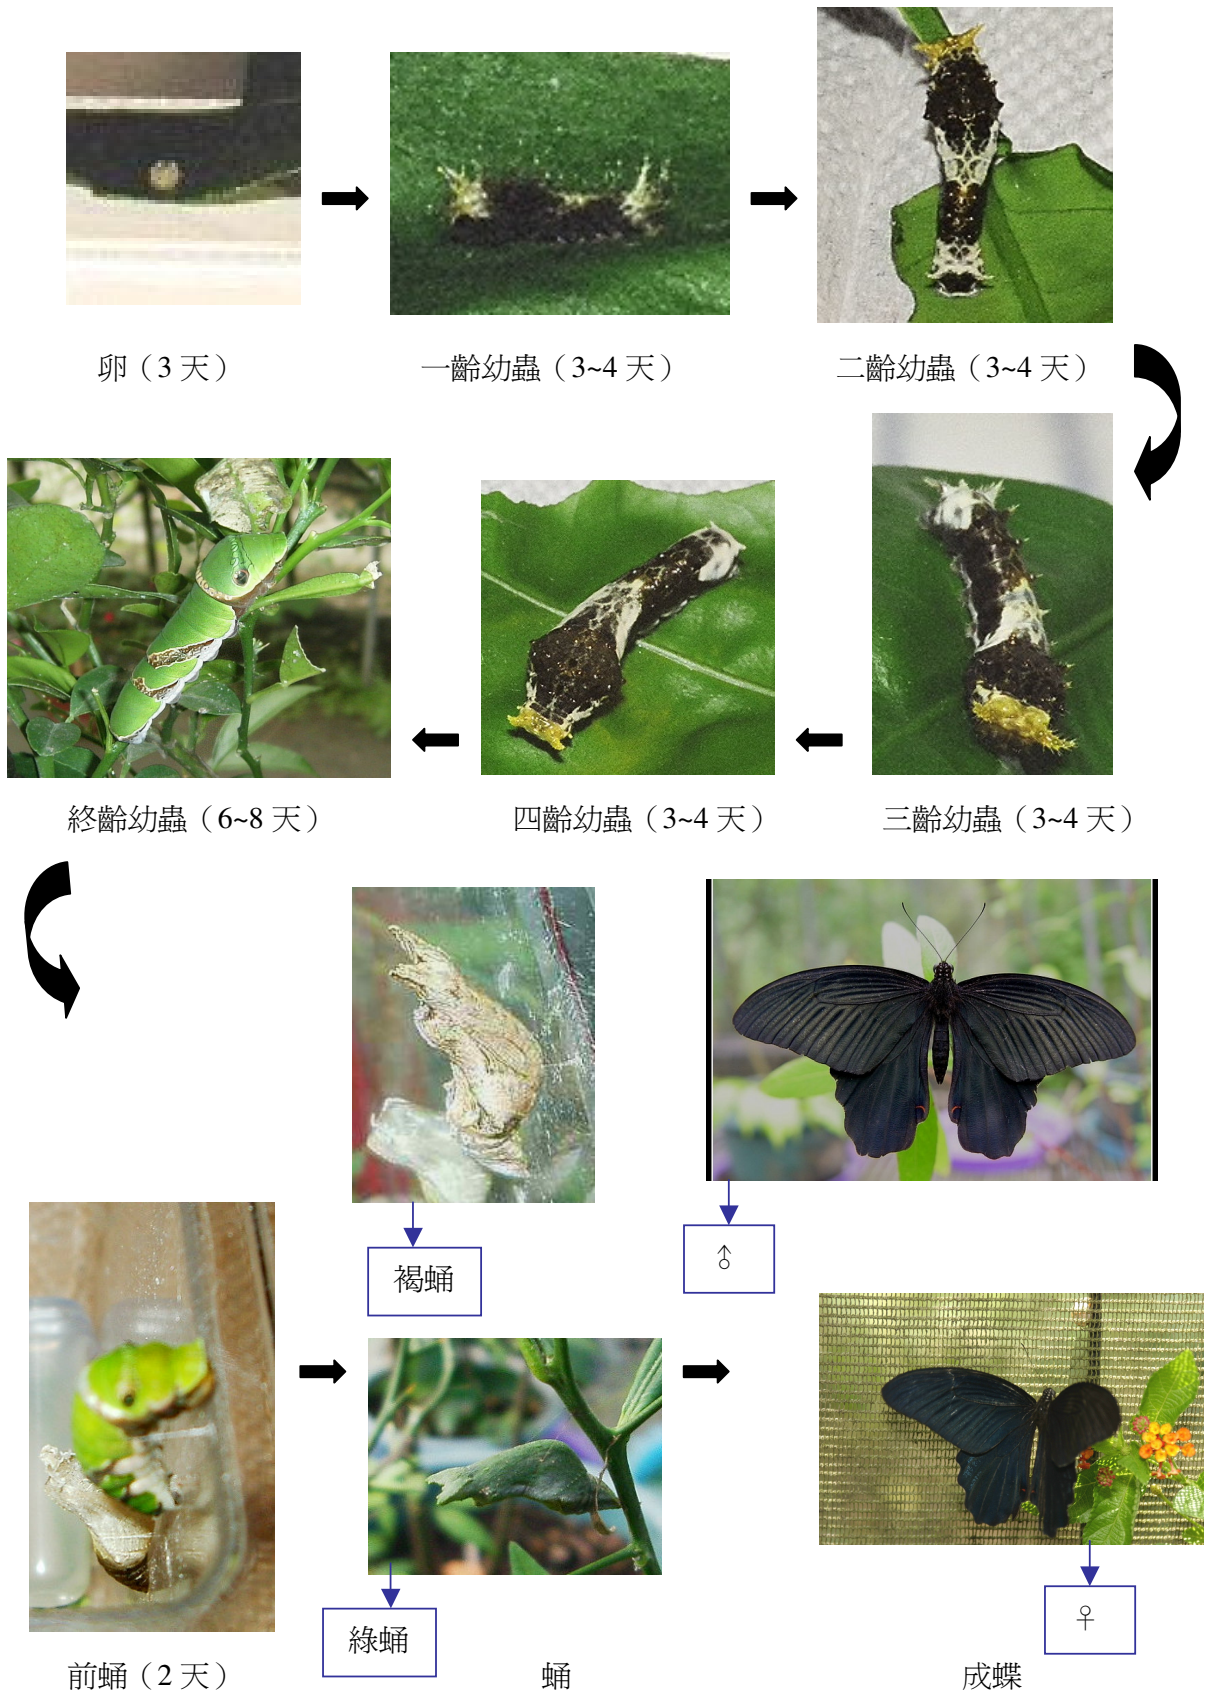 卵（3 天）
一齡幼蟲（3~4 天）
二齡幼蟲（3~4 天）
終齡幼蟲（6~8 天）
四齡幼蟲（3~4 天）
三齡幼蟲（3~4 天）
褐蛹
♂
綠蛹
♀
前蛹（2 天）
蛹
成蝶